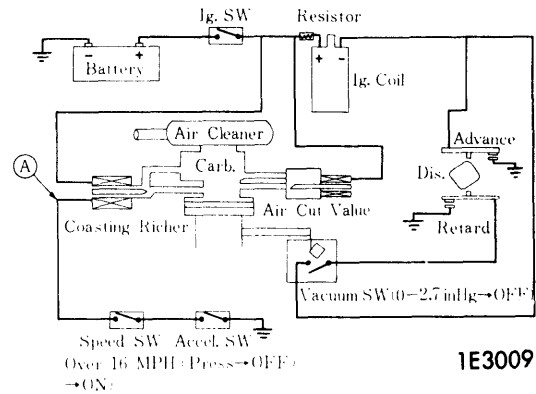 Ig. SW
Resistor
Battery
- +
+ -
Ig. Coil
Air Cleaner
Carb.
Advance
Dis.
Retard
A
Coasting Richer
Air Cut Value
Vacuum SW(0-2.7 inHg→OFF)
Speed SW
Accel. SW
Over 16 MPH (Press→OFF)
→ON)
1E3009